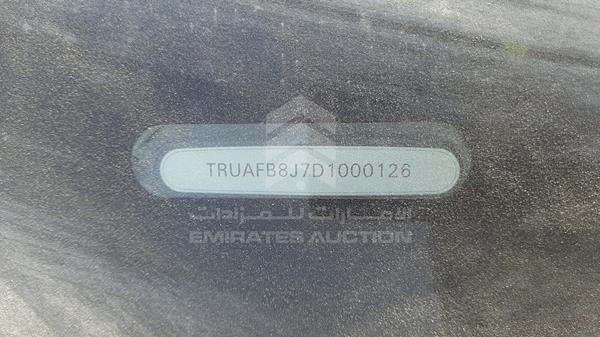 TRUAFB8J7D1000126
الإمارات للمزادات
EMIRATES AUCTION